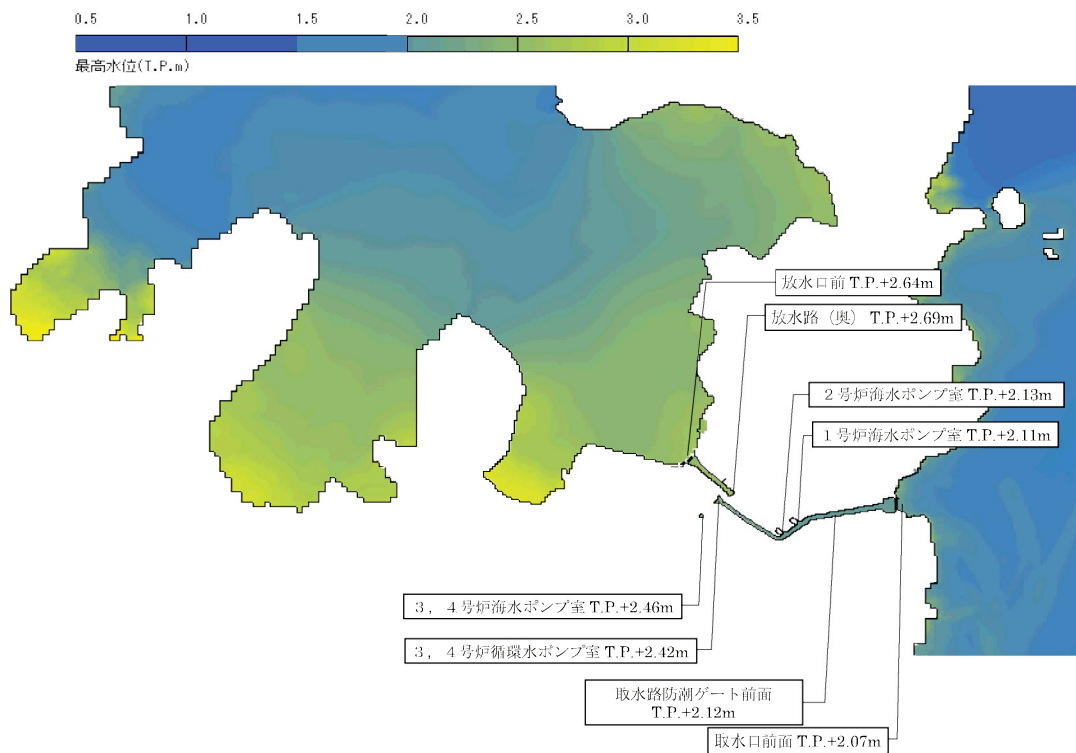 0.5 1.0 1.5 2.0 2.5 3.0 3.5
最高水位(T.P.m)
放水口前 T.P.+2.64m
放水路（奥） T.P.+2.69m
２号炉海水ポンプ室 T.P.+2.13m
１号炉海水ポンプ室 T.P.+2.11m
３，４号炉海水ポンプ室 T.P.+2.46m
３，４号炉循環水ポンプ室 T.P.+2.42m
取水路防潮ゲート前面
T.P.+2.12m
取水口前面 T.P.+2.07m